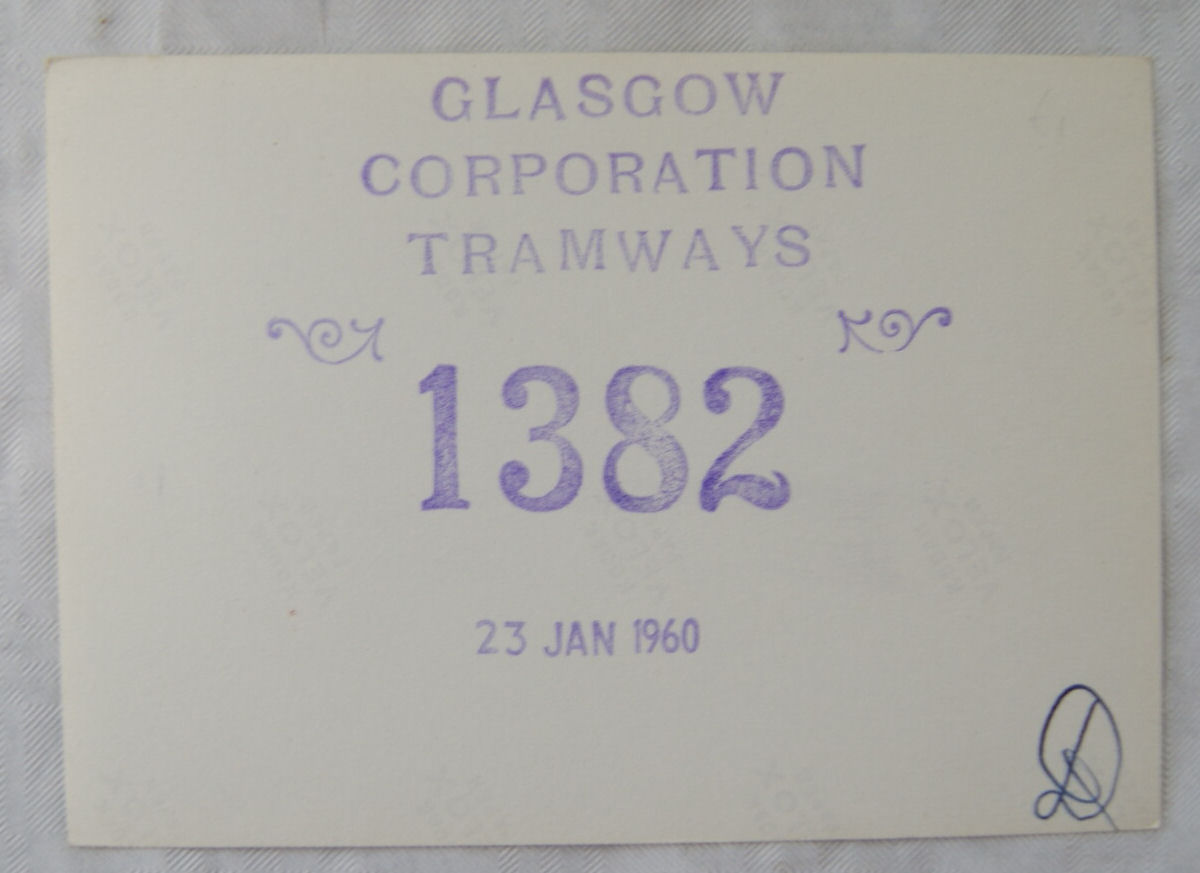 GLASGOW
CORPORATION
TRAMWAYS
1382
23 JAN 1960